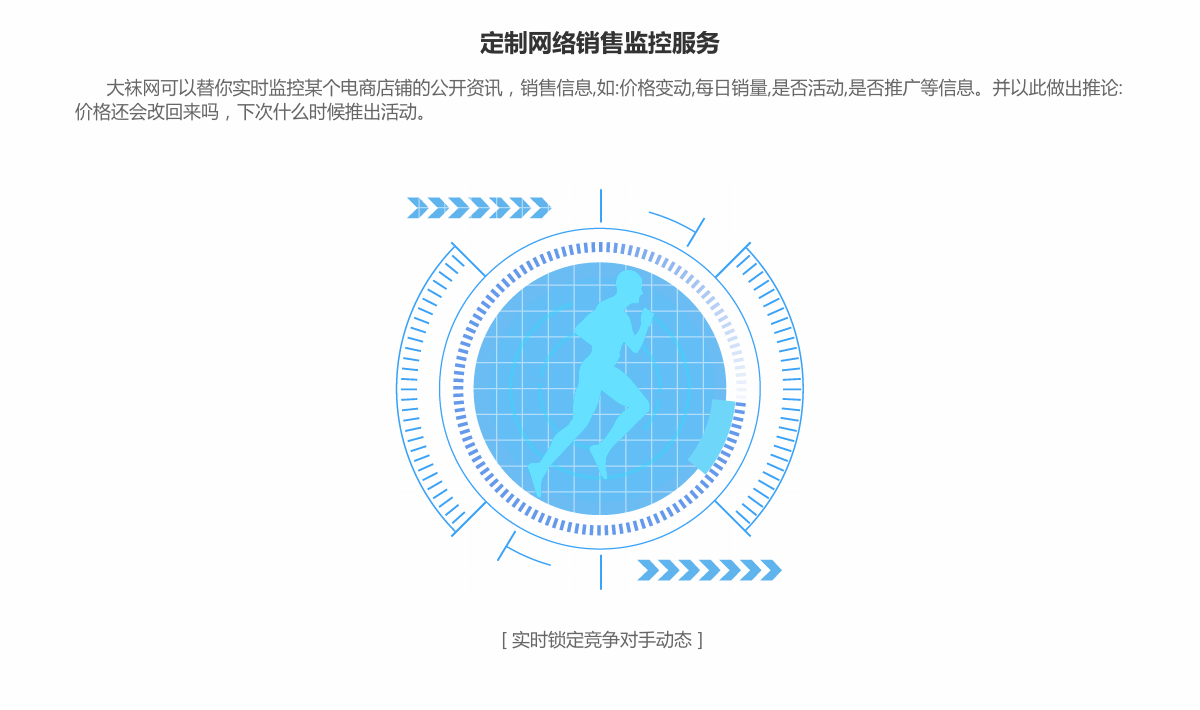 定制网络销售监控服务
大袜网可以替你实时监控某个电商店铺的公开资讯，销售信息,如:价格变动,每日销量,是否活动,是否推广等信息。并以此做出推论:
价格还会改回来吗，下次什么时候推出活动。
[ 实时锁定竞争对手动态 ]